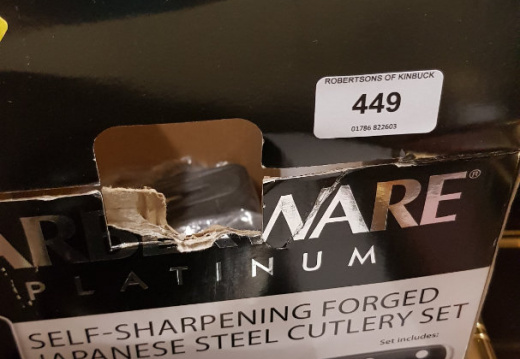 ROBERTSONS OF KINBUCK
449
01786 822603
WARE®
PLATINUM
SELF-SHARPENING FORGED
JAPANESE STEEL CUTLERY SET
Set includes: